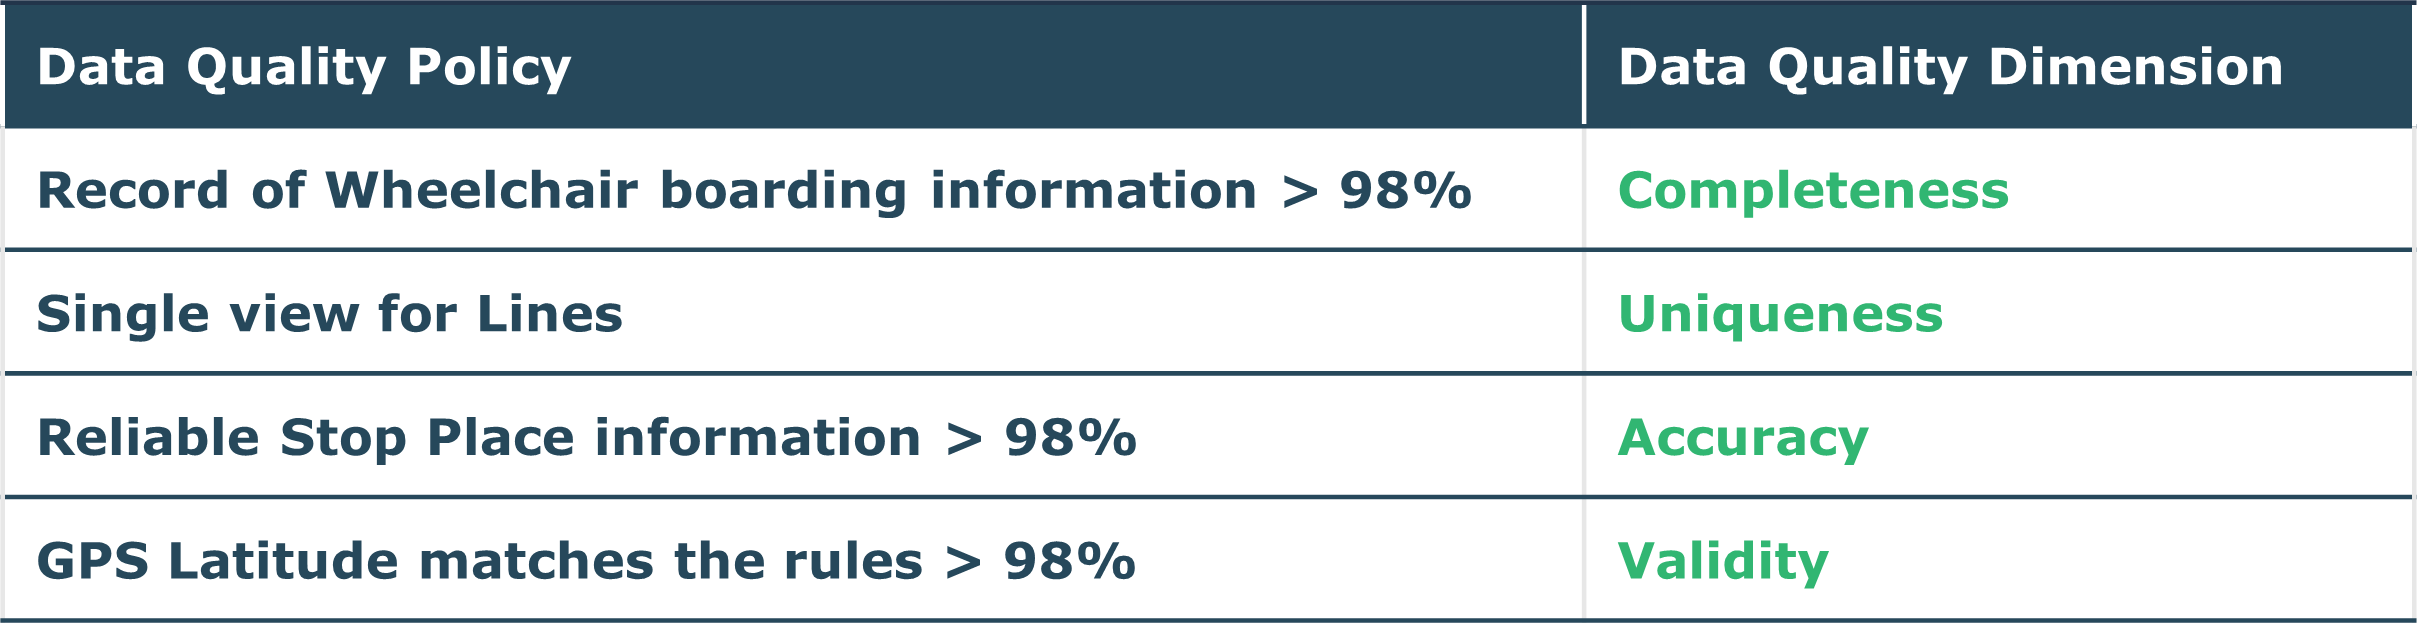 Data Quality Policy
Data Quality Dimension
Record of Wheelchair boarding information > 98%
Completeness
Single view for Lines
Uniqueness
Reliable Stop Place information > 98%
Accuracy
GPS Latitude matches the rules > 98%
Validity